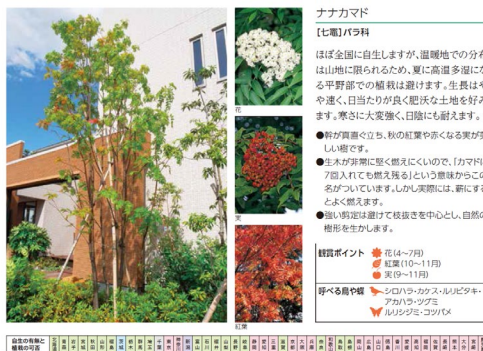 ナナカマド
【七竈】バラ科
ほぼ全国に自生しますが、温暖地での分布
は山地に限られるため、夏に高温多湿にな
る平野部での植栽は避けます。生長はや
や速く、日当たりが良く肥沃な土地を好み
ます。寒さに大変強く、日陰にも耐えます。
●幹が真直ぐ立ち、秋の紅葉や赤くなる実が美
しい樹です。
●生木が非常に堅く燃えにくいので、「カマドに
7回入れても燃え残る」という意味からこの
名がついています。しかし実際には、薪にする
とよく燃えます。
●強い剪定は避けて枝抜きを中心とし、自然の
樹形を生かします。
花
実
紅葉
観賞ポイント 花(4〜7月)
紅葉(10〜11月)
実(9〜11月)
呼べる鳥や蝶 シロハラ・カケス・ルリビタキ・
アカハラ・ツグミ
ルリシジミ・コツバメ
自生の有無と
植栽の可否